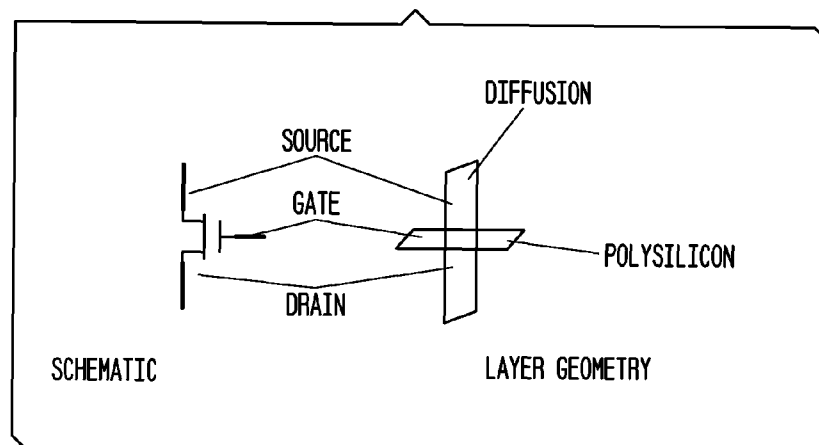 DIFFUSION
SOURCE
GATE
POLYSILICON
DRAIN
SCHEMATIC
LAYER GEOMETRY